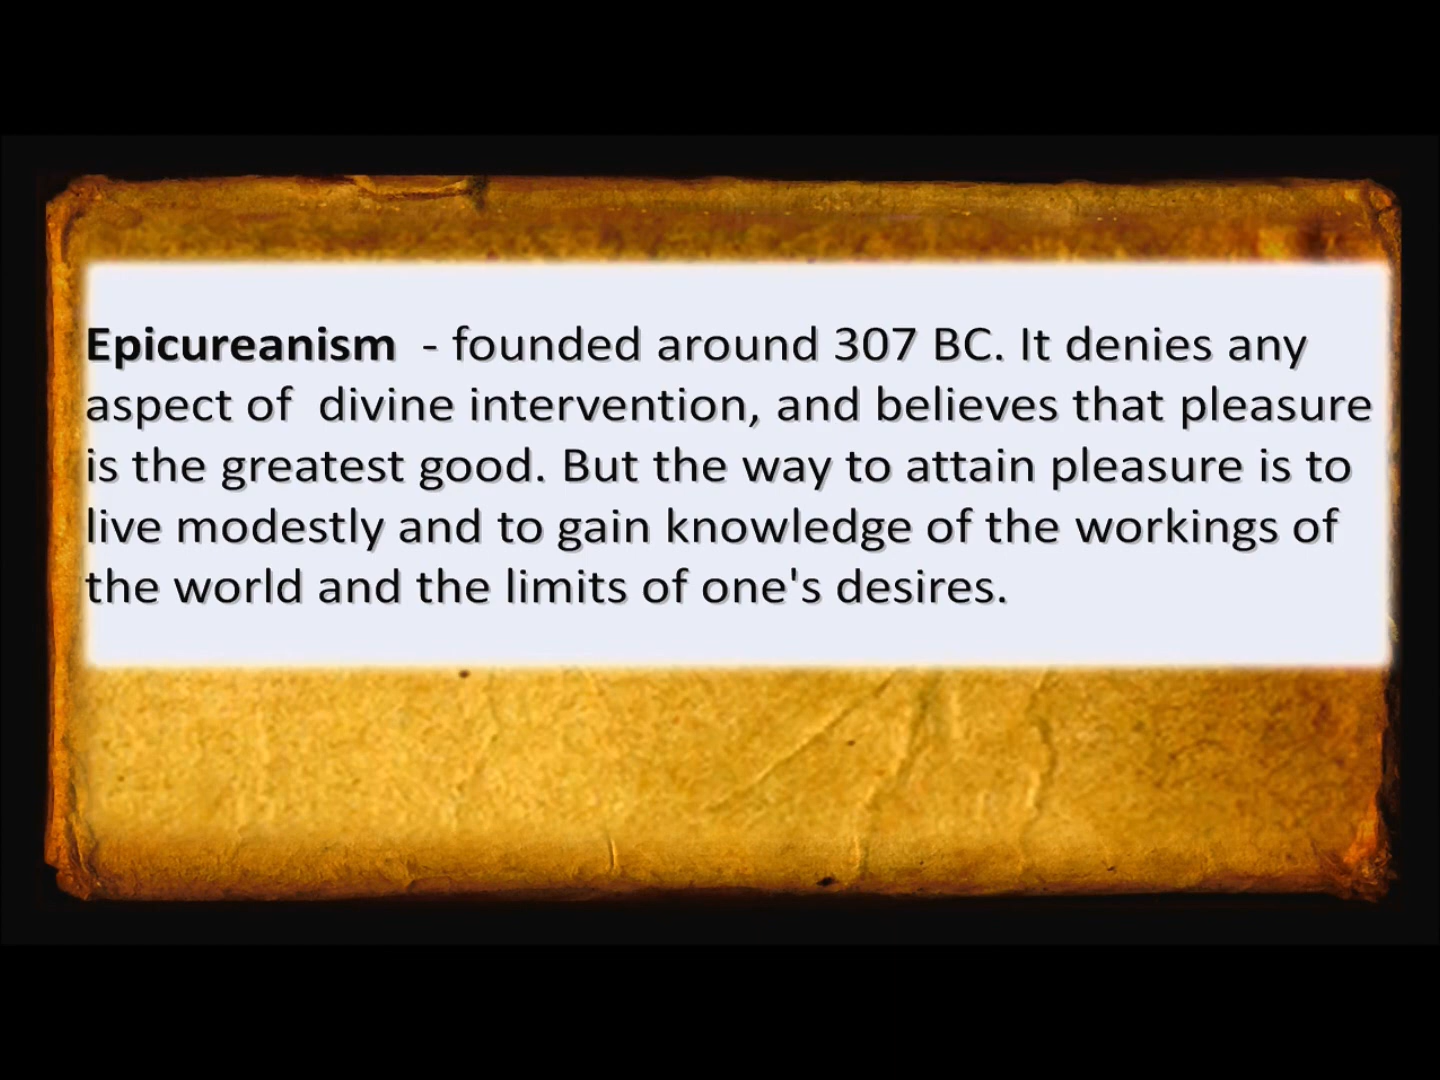 Epicureanism - founded around 307 BC. It denies any
aspect of divine intervention, and believes that pleasure
is the greatest good. But the way to attain pleasure is to
live modestly and to gain knowledge of the workings of
the world and the limits of one's desires.